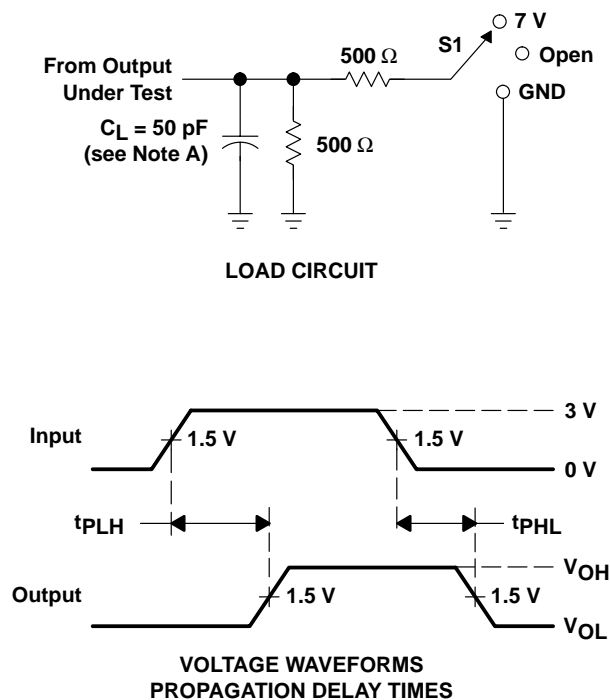 7 V
500 Ω
S1
Open
From Output
Under Test
GND
CL = 50 pF
(see Note A)
500 Ω
LOAD CIRCUIT
3 V
Input
1.5 V
1.5 V
0 V
tPLH
tPHL
VOH
Output
1.5 V
1.5 V
VOL
VOLTAGE WAVEFORMS
PROPAGATION DELAY TIMES